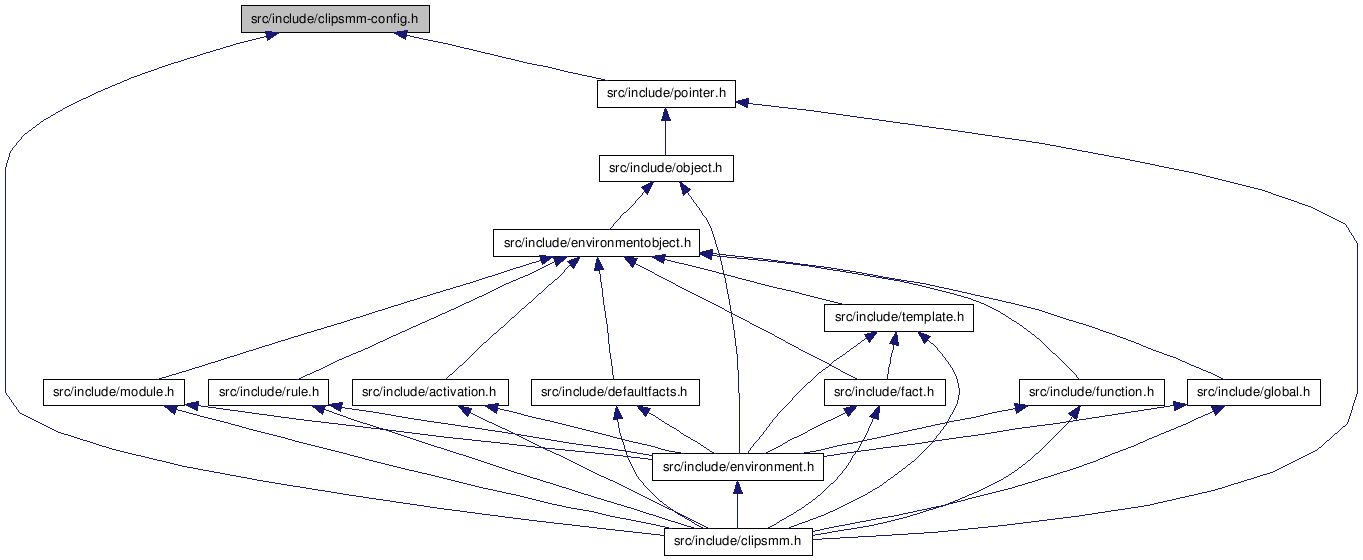 src/include/clipsmm-config.h
src/include/pointer.h
src/include/object.h
src/include/environmentobject.h
src/include/template.h
src/include/module.h
src/include/rule.h
src/include/activation.h
src/include/defaultfacts.h
src/include/fact.h
src/include/function.h
src/include/global.h
src/include/environment.h
src/include/clipsmm.h